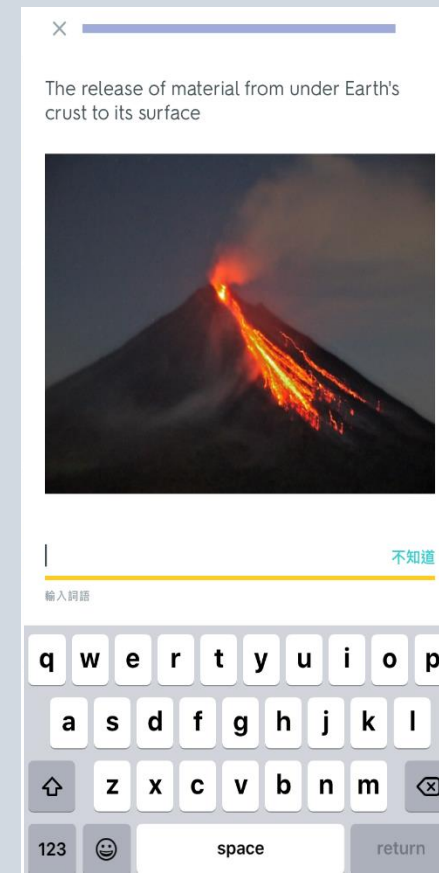 The release of material from under Earth's
crust to its surface
不知道
輸入詞語
q w e r t y u i o p
a s d f g h j k l
z x c v b n m
123 space return